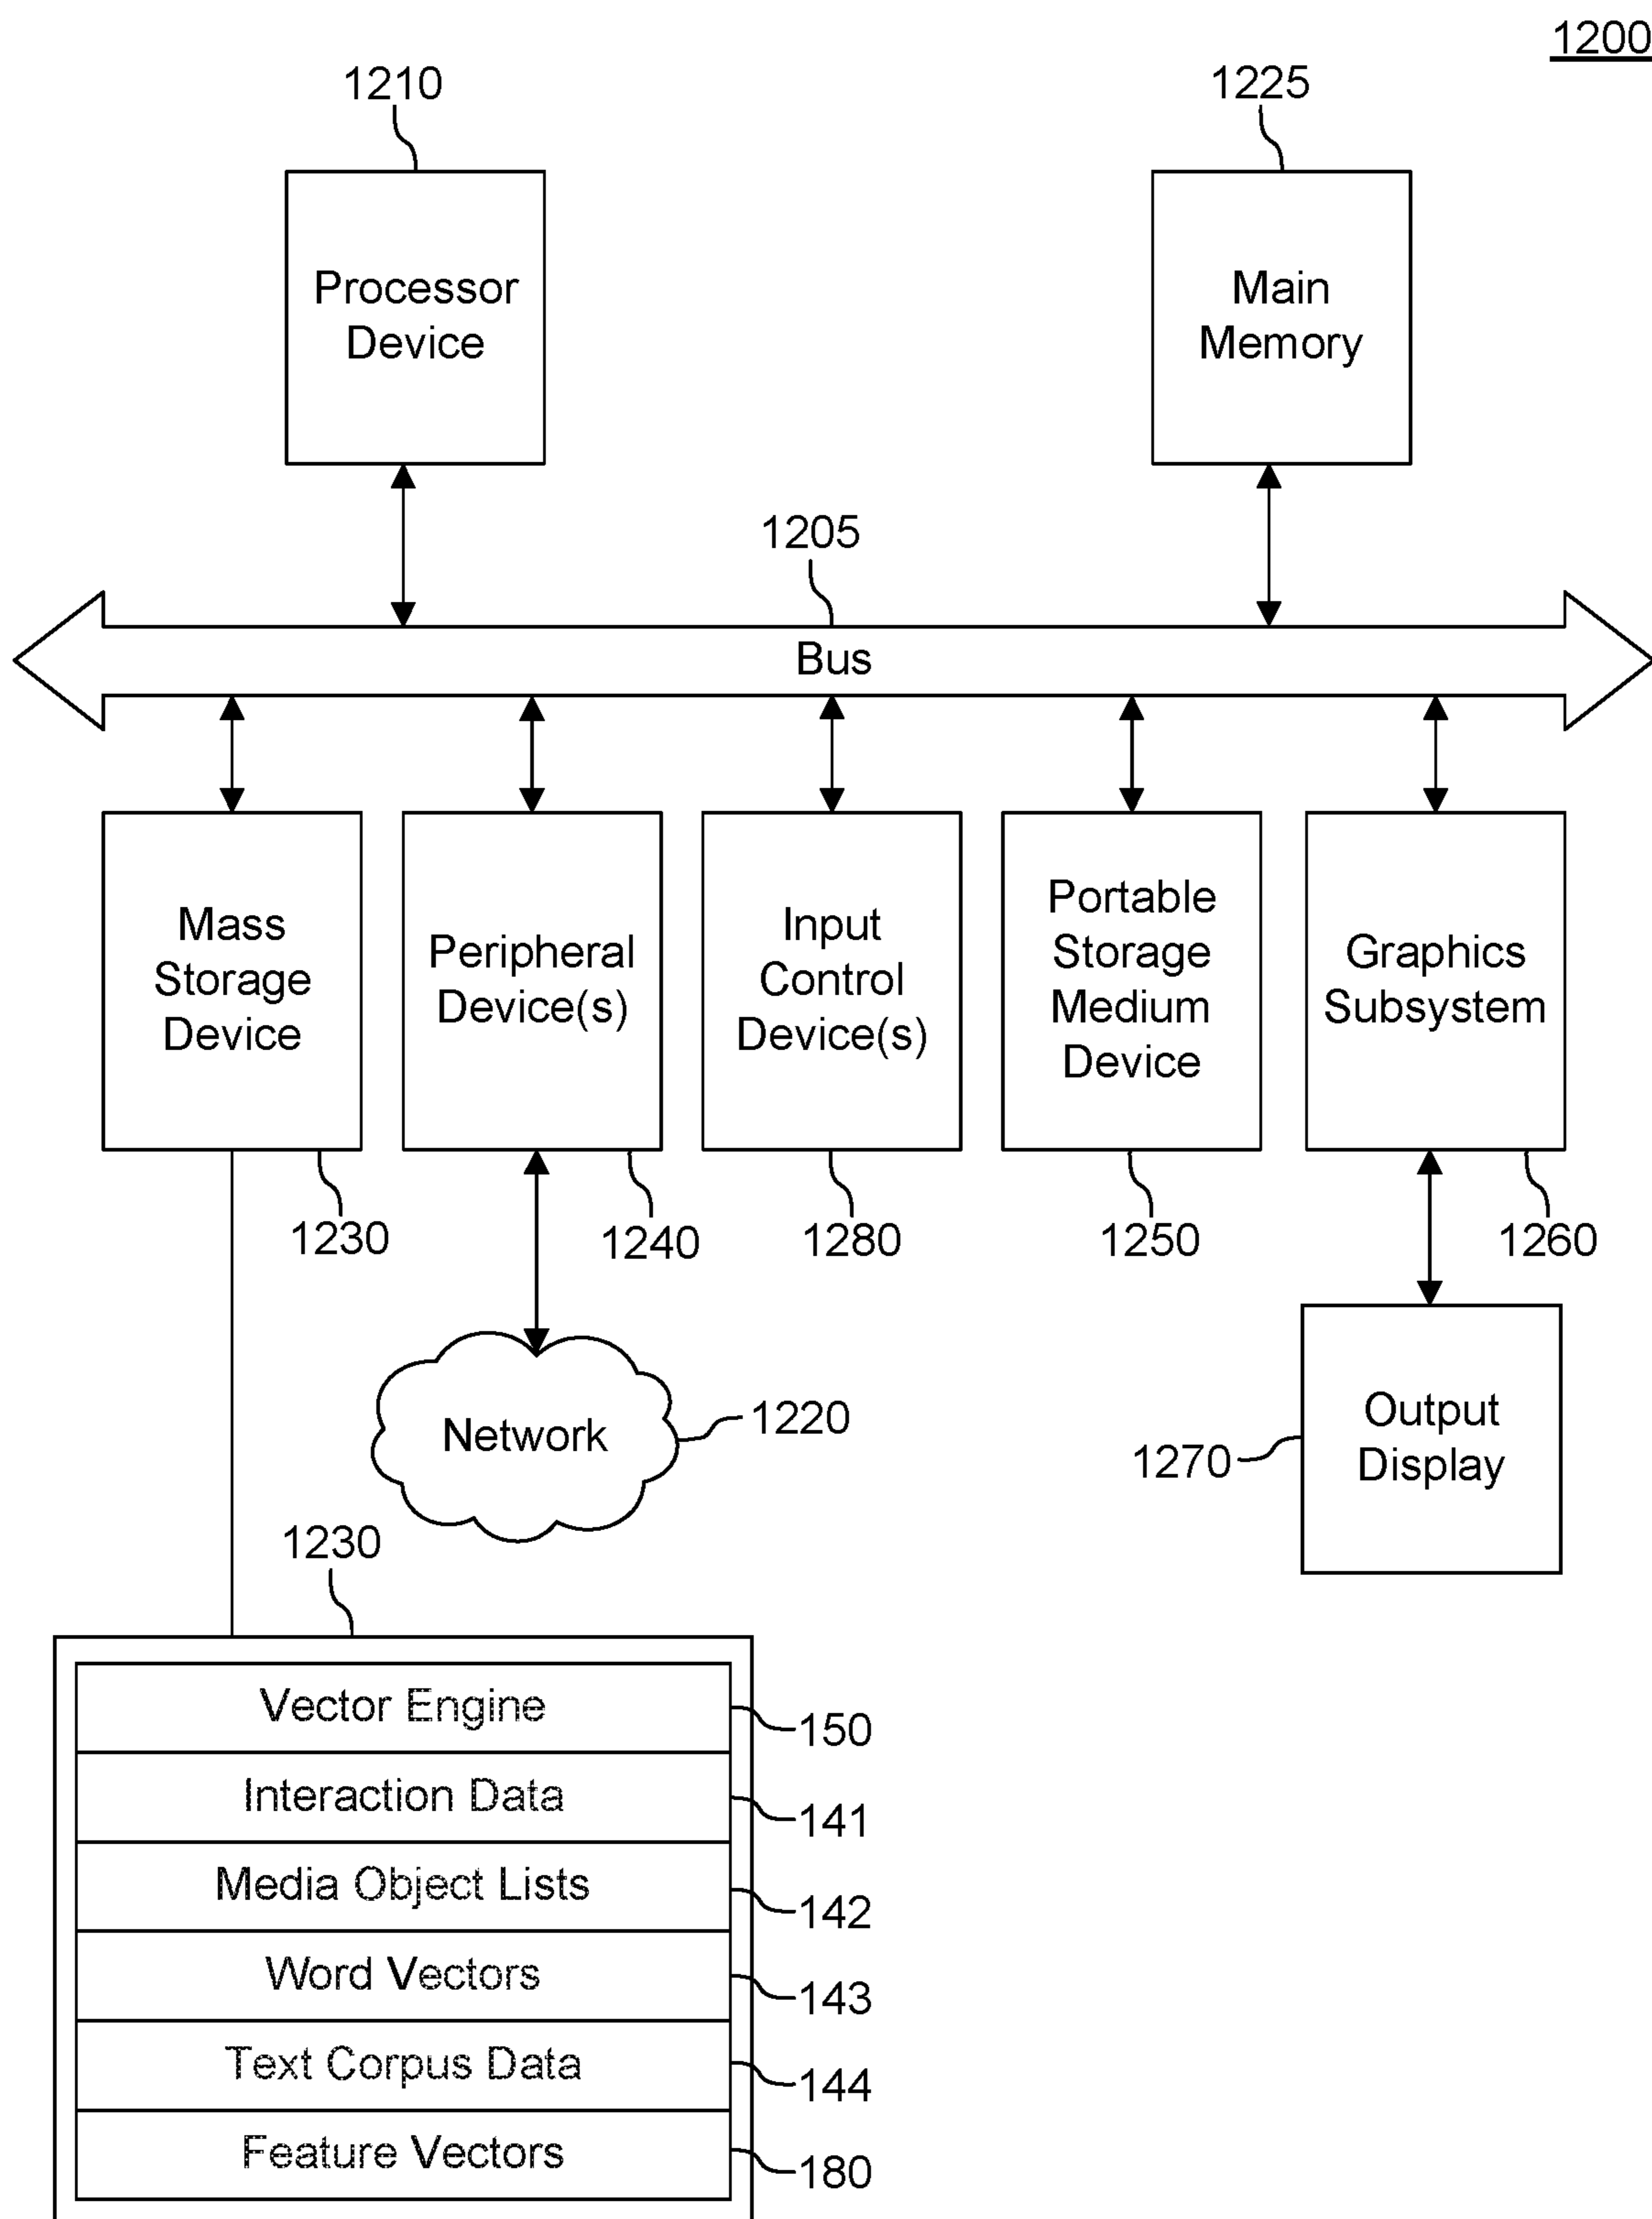 1200
1210
1225
Processor
Device
Main
Memory
1205
Bus
Mass
Storage
Device
Peripheral
Device(s)
Input
Control
Device(s)
Portable
Storage
Medium
Device
Graphics
Subsystem
1230
1240
1280
1250
1260
Network
1220
Output
Display
1270
1230
Vector Engine
150
Interaction Data
141
Media Object Lists
142
Word Vectors
143
Text Corpus Data
144
Feature Vectors
180